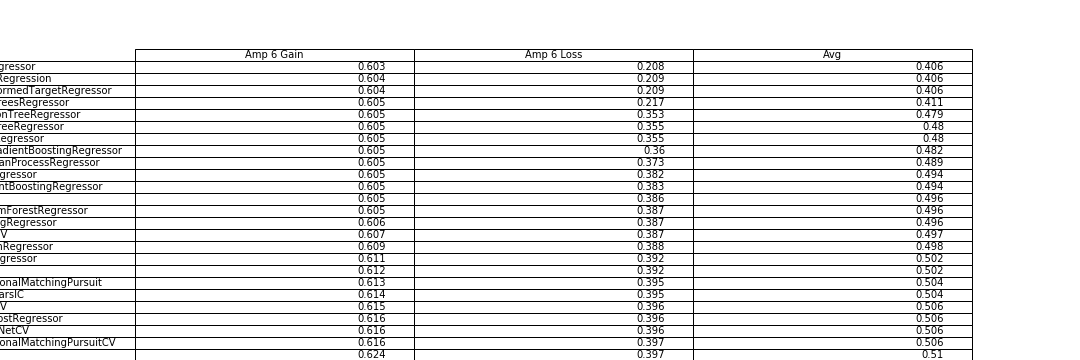 Amp 6 Gain Amp 6 Loss Avg
gressor 0.603 0.208 0.406
Regression 0.604 0.209 0.406
ormedTargetRegressor 0.604 0.209 0.406
reesRegressor 0.605 0.217 0.411
onTreeRegressor 0.605 0.353 0.479
reeRegressor 0.605 0.355 0.48
Regressor 0.605 0.355 0.48
adientBoostingRegressor 0.605 0.36 0.482
anProcessRegressor 0.605 0.373 0.489
gressor 0.605 0.382 0.494
ntBoostingRegressor 0.605 0.383 0.494
0.605 0.386 0.496
mForestRegressor 0.605 0.387 0.496
gRegressor 0.606 0.387 0.496
V 0.607 0.387 0.497
nRegressor 0.609 0.388 0.498
gressor 0.611 0.392 0.502
0.612 0.392 0.502
onalMatchingPursuit 0.613 0.395 0.504
arsIC 0.614 0.395 0.504
V 0.615 0.396 0.506
ostRegressor 0.616 0.396 0.506
NetCV 0.616 0.396 0.506
onalMatchingPursuitCV 0.616 0.397 0.506
0.624 0.397 0.51